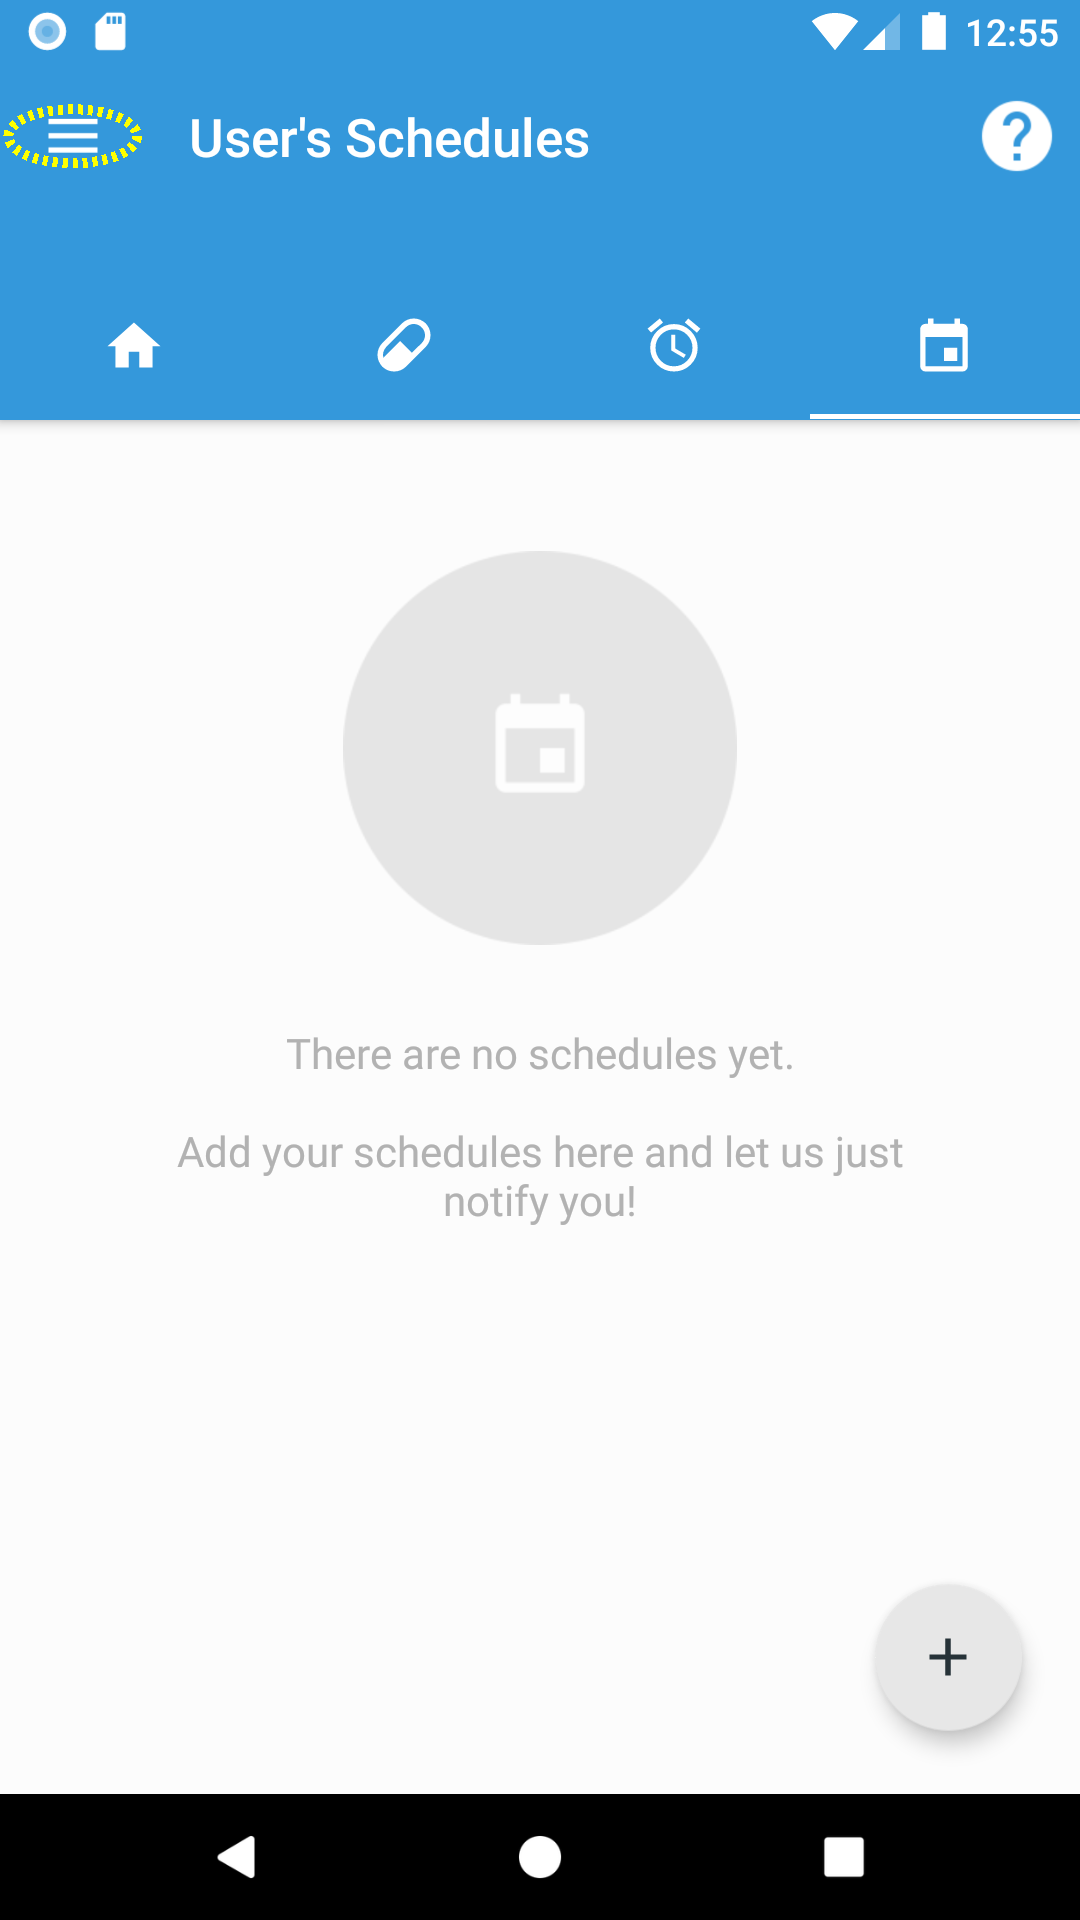 12:55
User's Schedules
There are no schedules yet.
Add your schedules here and let us just
notify you!